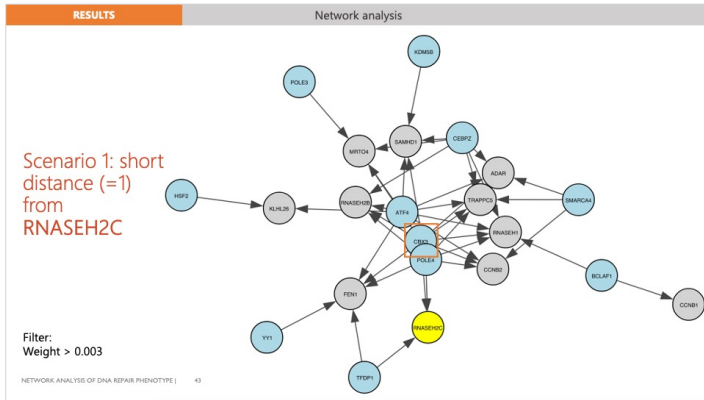 RESULTS
Network analysis
KDM5B
POLE3
MRTO4
SAMHD1
CEBPZ
Scenario 1: short
distance (=1)
from
RNASEH2C
ADAR
HSF2
KLHL26
RNASEH2B
ATF4
TRAPPC5
SMARCA4
RNASEH1
CBX3
POLE4
CCNB2
BCLAF1
FEN1
CCNB1
RNASEH2C
YY1
Filter:
Weight > 0.003
TFDP1
NETWORK ANALYSIS OF DNA REPAIR PHENOTYPE |
43